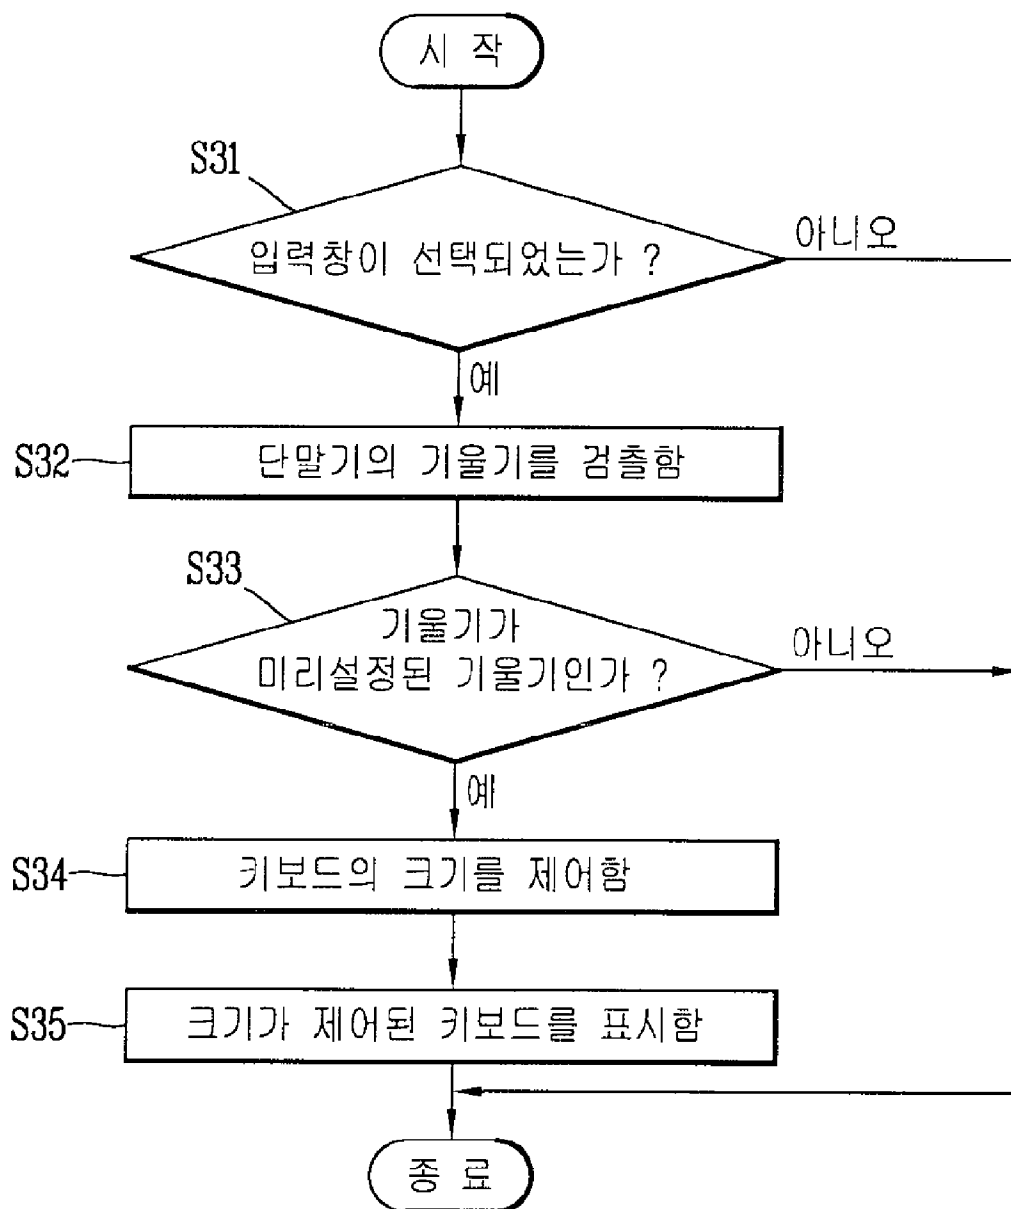 시 작
S31
입력창이 선택되었는가 ?
아니오
예
S32
단말기의 기울기를 검출함
S33
기울기가
미리설정된 기울기인가 ?
아니오
예
S34
키보드의 크기를 제어함
S35
크기가 제어된 키보드를 표시함
종 료